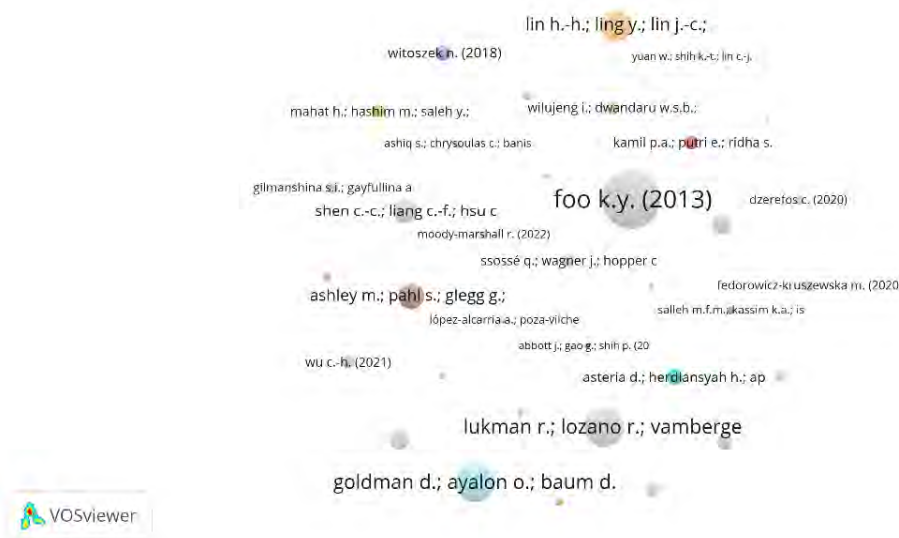 lin h.-h.; ling y.; lin j.-c.;
witoszek n. (2018)
yuan w.; shih k.-t.; lin c.-j.
mahat h.; hashim m.; saleh y.;
wilujeng i.; dwandaru w.s.b.;
ashiq s.; chrysoulas c.; banis
kamil p.a.; putri e.; ridha s.
gilmanshina s.i.; gayfullina a
foo k.y. (2013)
dzerefos c. (2020)
shen c.-c.; liang c.-f.; hsu c
moody-marshall r. (2022)
ssossé q.; wagner j.; hopper c
fedorowicz-kruszewska m. (2020
ashley m.; pahl s.; glegg g.;
salleh m.f.m.; kassim k.a.; is
lópez-alcarria a.; poza-vilche
abbott j.; gao g.; shih p. (20
wu c.-h. (2021)
asteria d.; herdiansyah h.; ap
lukman r.; lozano r.; vamberge
goldman d.; ayalon o.; baum d.
VOSviewer